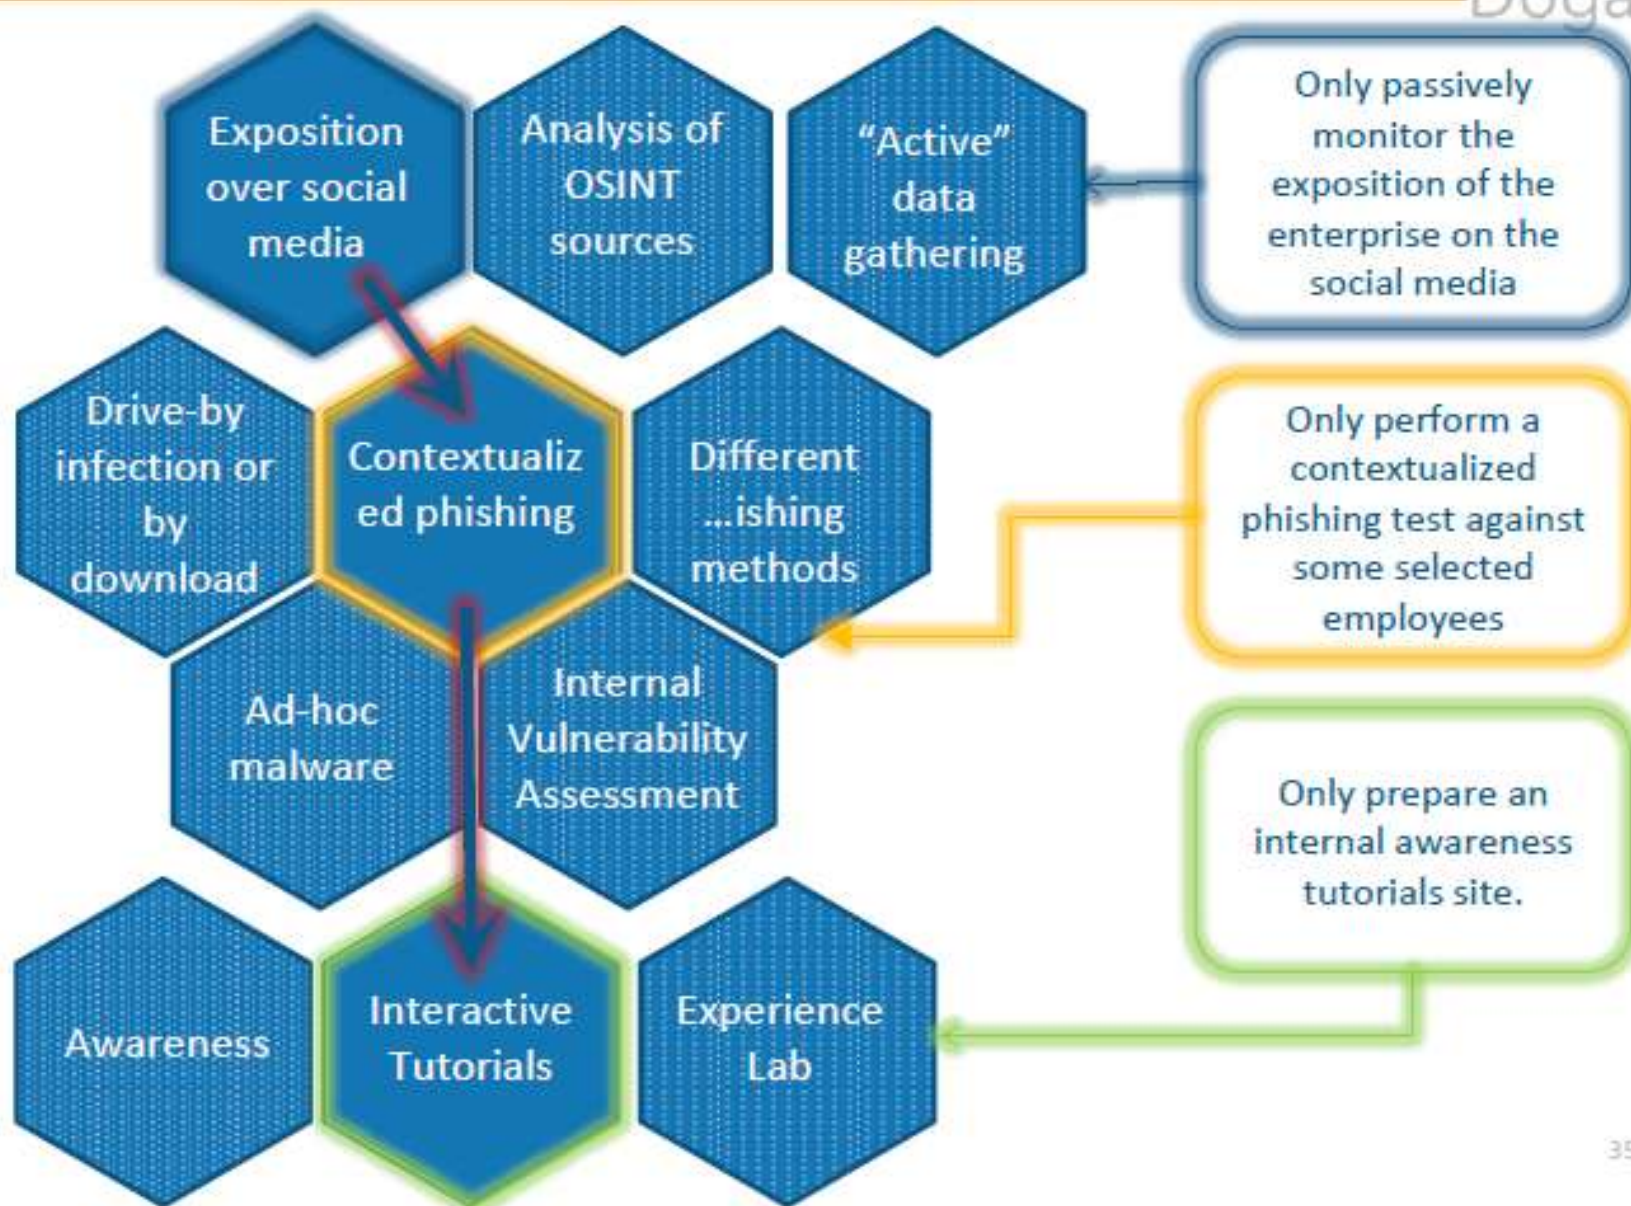 Doga
Exposition
over social
media
Analysis of
OSINT
sources
“Active”
data
gathering
Only passively
monitor the
exposition of the
enterprise on the
social media
Drive-by
infection or
by
download
Contextualiz
ed phishing
Different
...ishing
methods
Only perform a
contextualized
phishing test against
some selected
employees
Ad-hoc
malware
Internal
Vulnerability
Assessment
Only prepare an
internal awareness
tutorials site.
Awareness
Interactive
Tutorials
Experience
Lab
35